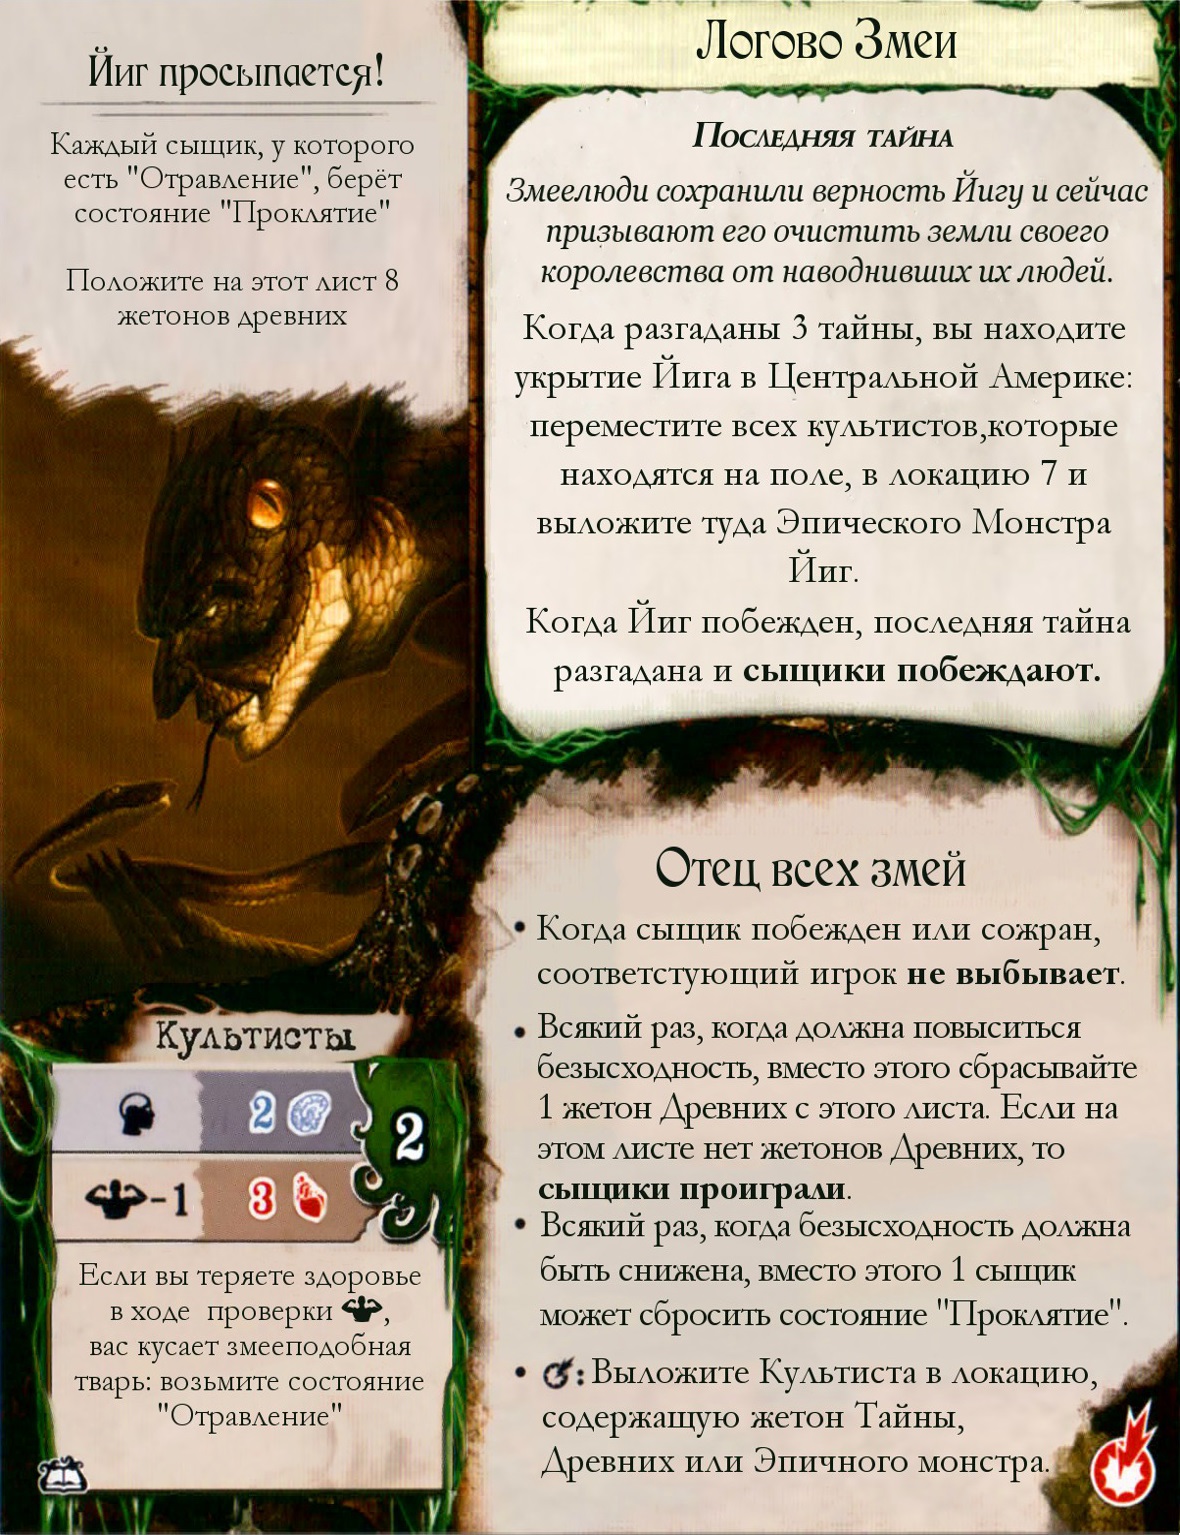 Йиг просыпается!
Каждый сыщик, у которого
есть "Отравление", берёт
состояние "Проклятие"
Положите на этот лист 8
жетонов древних
Логово Змеи
Последняя тайна
Змеелюди сохранили верность Йигу и сейчас
призывают его очистить земли своего
королевства от наводнивших их людей.
Когда разгаданы 3 тайны, вы находите
укрытие Йига в Центральной Америке:
переместите всех культистов,которые
находятся на поле, в локацию 7 и
выложите туда Эпического Монстра
Йиг.
Когда Йиг побежден, последняя тайна
разгадана и сыщики побеждают.
Отец всех змей
• Когда сыщик побежден или сожран,
соответстующий игрок не выбывает.
• Всякий раз, когда должна повыситься
безысходность, вместо этого сбрасывайте
1 жетон Древних с этого листа. Если на
этом листе нет жетонов Древних, то
сыщики проиграли.
• Всякий раз, когда безысходность должна
быть снижена, вместо этого 1 сыщик
может сбросить состояние "Проклятие".
• : Выложите Культиста в локацию,
содержащую жетон Тайны,
Древних или Эпичного монстра.
Культисты
2
2
-1 3
Если вы теряете здоровье
в ходе проверки ,
вас кусает змееподобная
тварь: возьмите состояние
"Отравление"